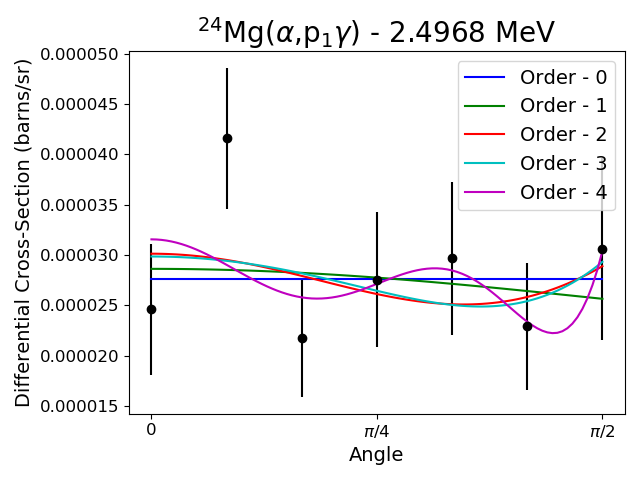 ²⁴Mg(α,p₁γ) - 2.4968 MeV
Differential Cross-Section (barns/sr)
0.000050
0.000045
0.000040
0.000035
0.000030
0.000025
0.000020
0.000015
Order - 0
Order - 1
Order - 2
Order - 3
Order - 4
0 π/4 π/2
Angle